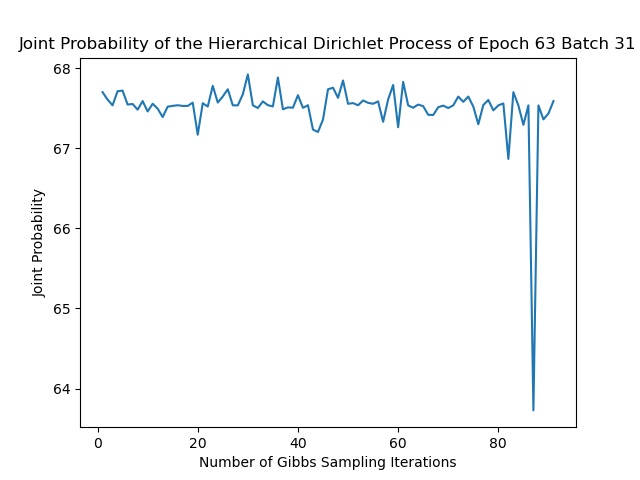 Joint Probability of the Hierarchical Dirichlet Process of Epoch 63 Batch 31
68
67
66
65
64
Joint Probability
0 20 40 60 80
Number of Gibbs Sampling Iterations